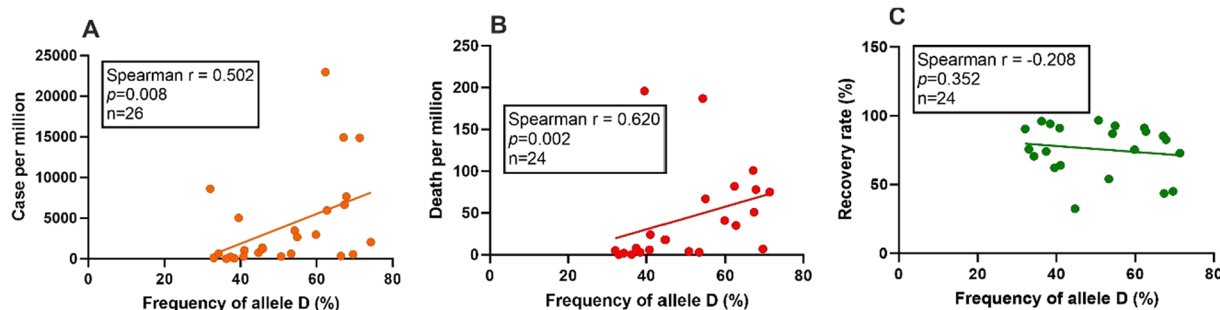 A
Case per million
25000
20000
15000
10000
5000
0
Spearman r = 0.502
p=0.008
n=26
0 20 40 60 80
Frequency of allele D (%)
B
Death per million
250
200
150
100
50
0
Spearman r = 0.620
p=0.002
n=24
0 20 40 60 80
Frequency of allele D (%)
C
Recovery rate (%)
150
100
50
0
Spearman r = -0.208
p=0.352
n=24
0 20 40 60 80
Frequency of allele D (%)